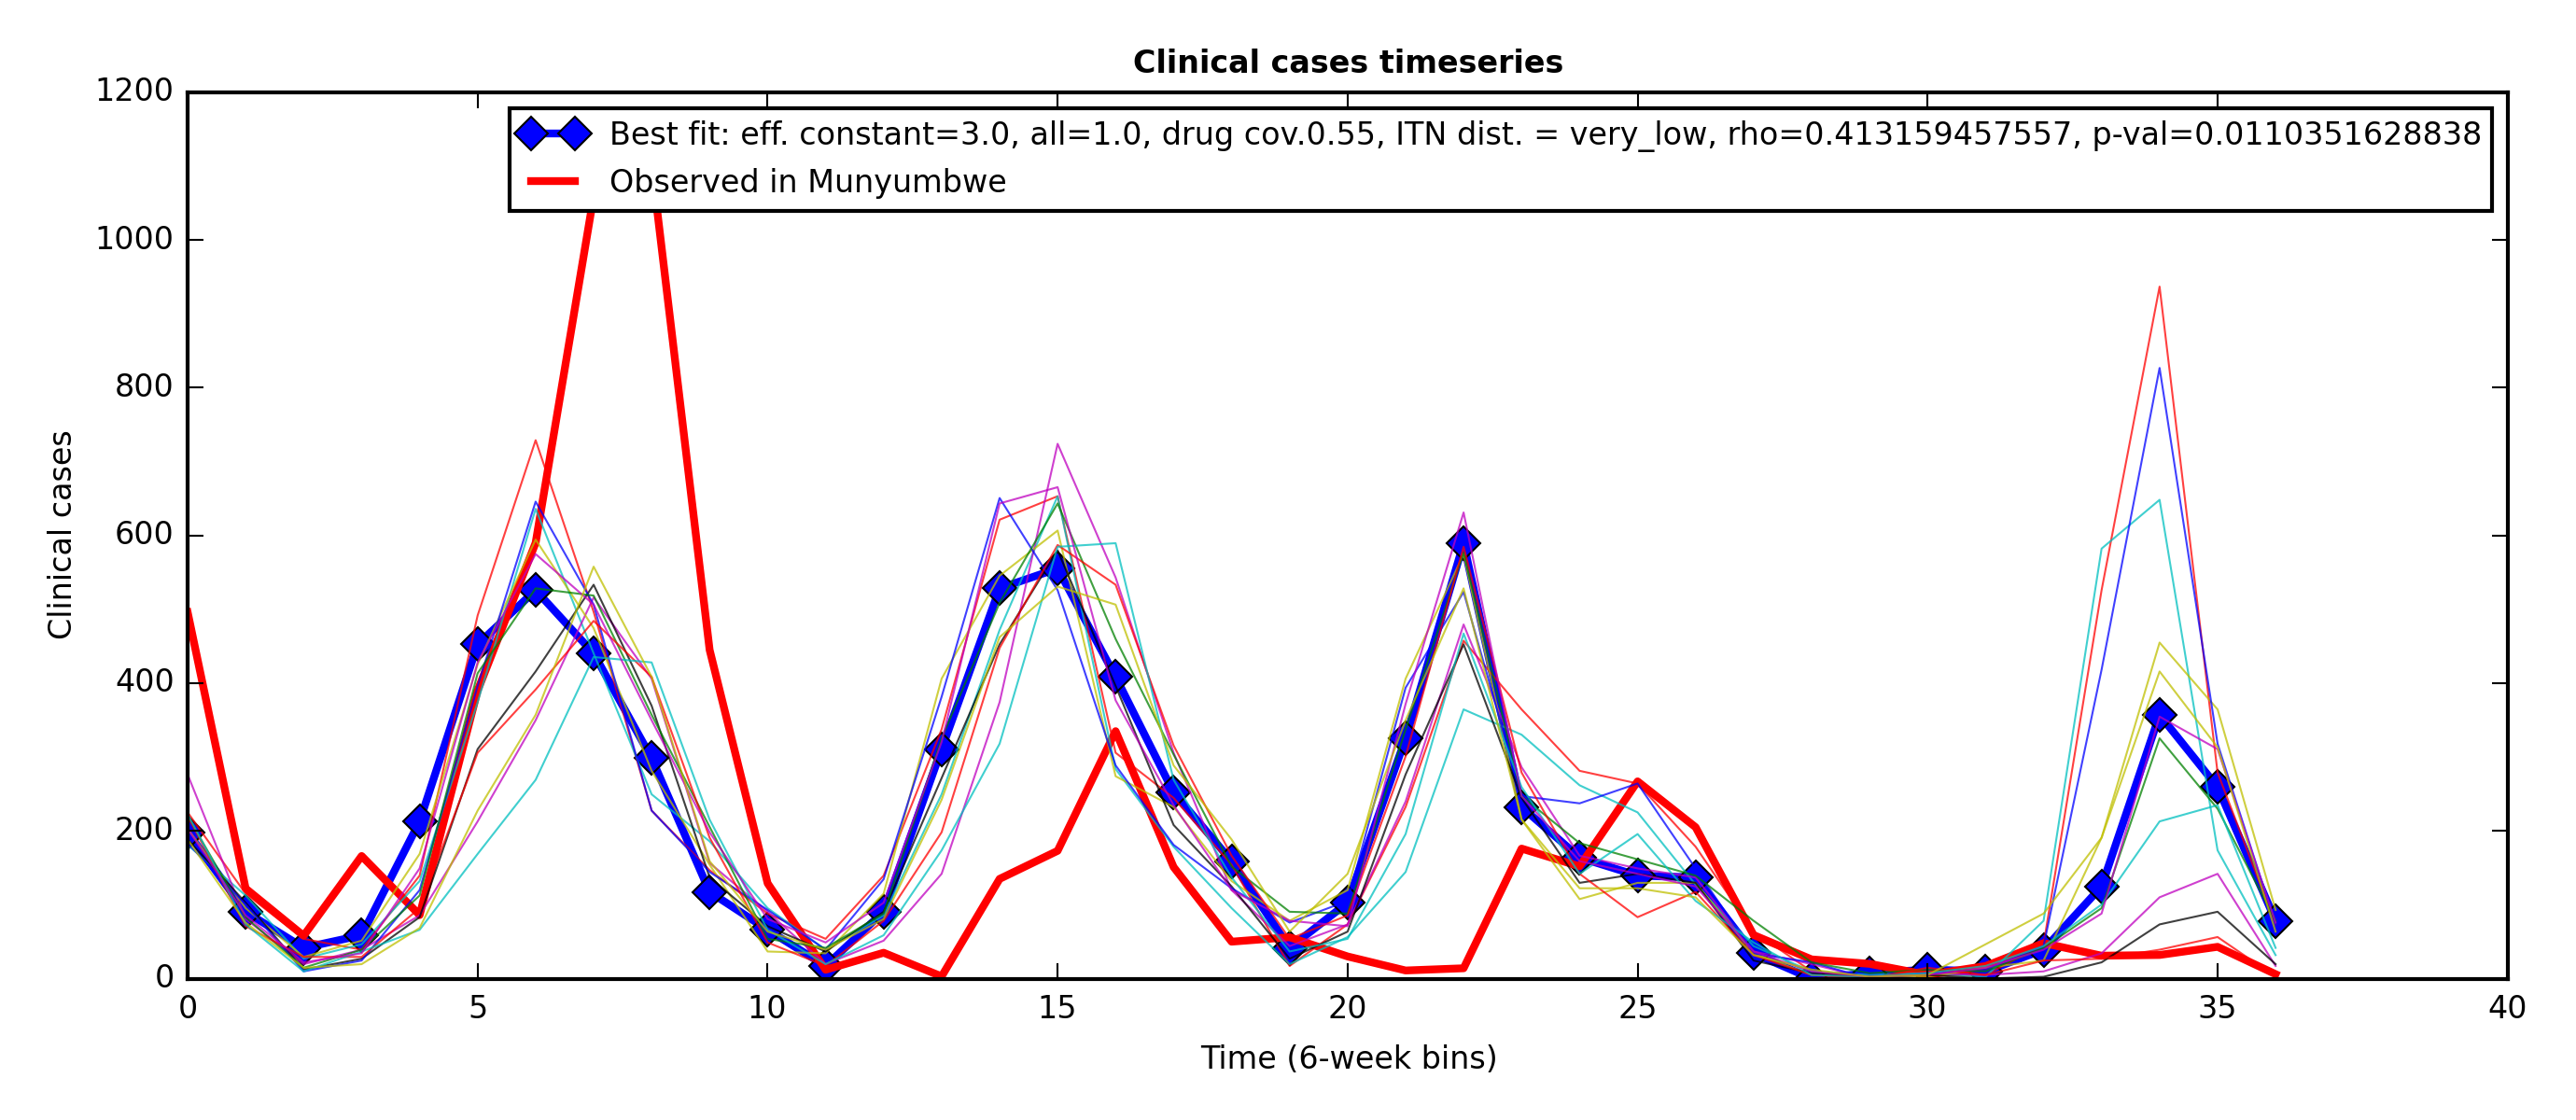 Clinical cases timeseries
1200
1000
800
600
400
200
0
Clinical cases
Best fit: eff. constant=3.0, all=1.0, drug cov.0.55, ITN dist. = very_low, rho=0.413159457557, p-val=0.0110351628838
Observed in Munyumbwe
0 5 10 15 20 25 30 35 40
Time (6-week bins)